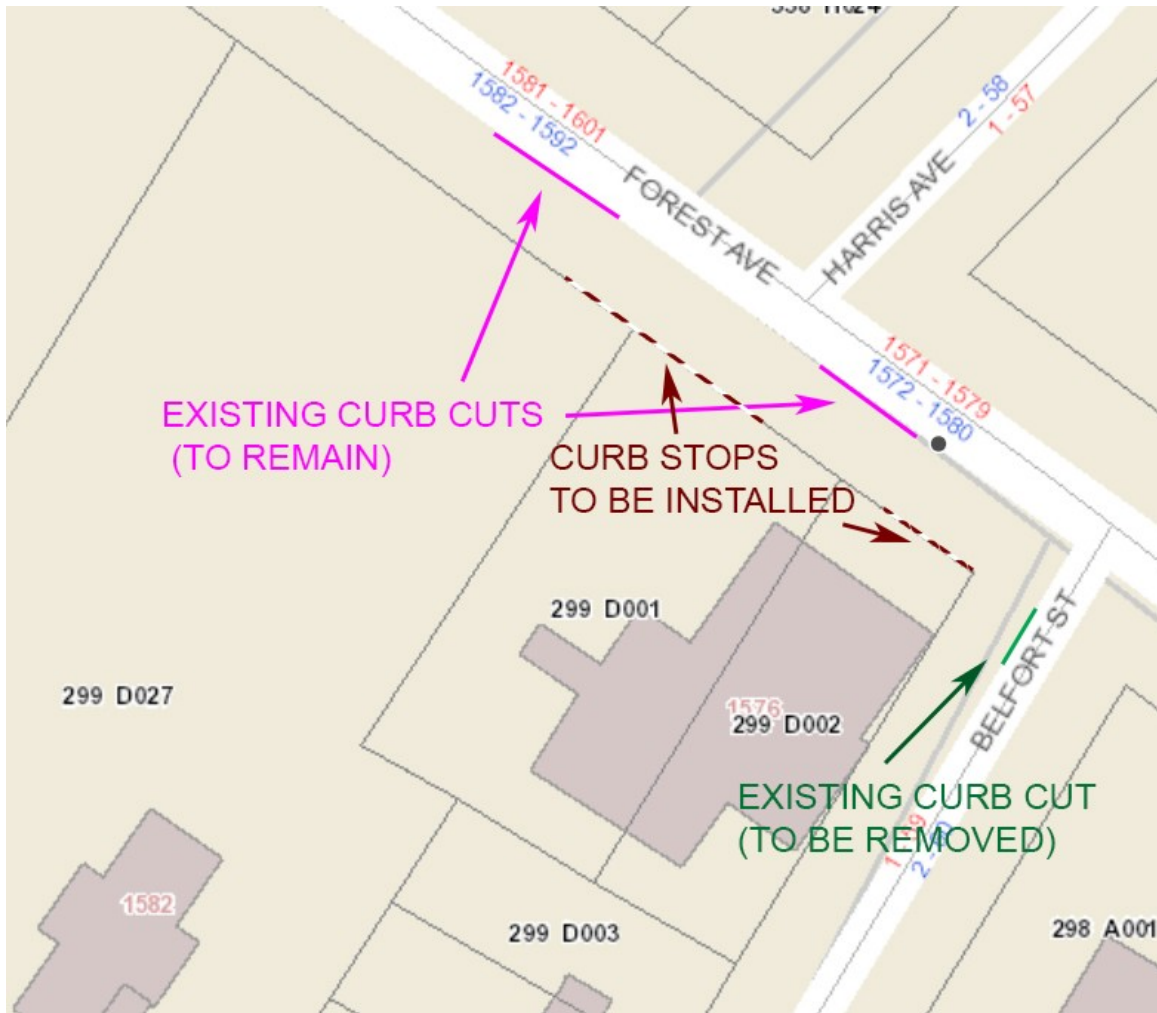 1581 - 1601
1582 - 1592
2 - 58
1 - 57
FOREST AVE
HARRIS AVE
1571 - 1579
1572 - 1580
EXISTING CURB CUTS
(TO REMAIN)
CURB STOPS
TO BE INSTALLED
299 D001
BELFORT ST
299 D027
1576
299 D002
EXISTING CURB CUT
(TO BE REMOVED)
1582
299 D003
298 A001